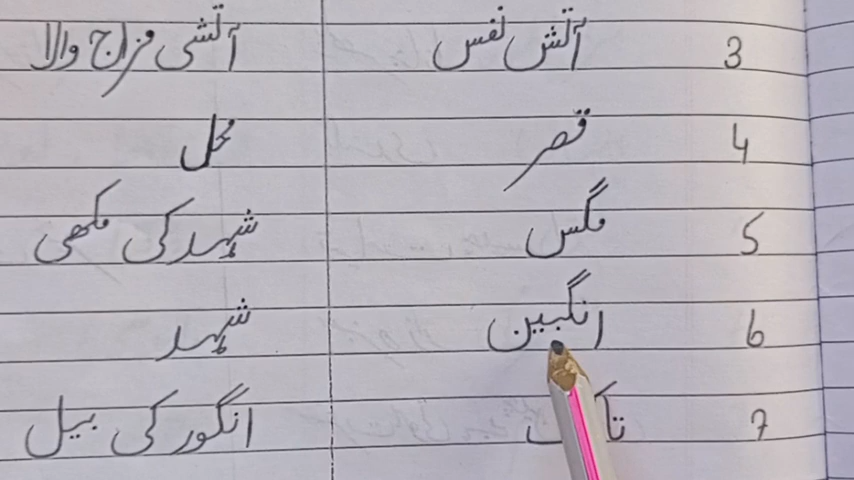 3 آتش نفس آتشی مزاج والا
4 قصر محل
5 مگس شہد کی مکھی
6 انگبین شہد
7 تاک انگور کی بیل